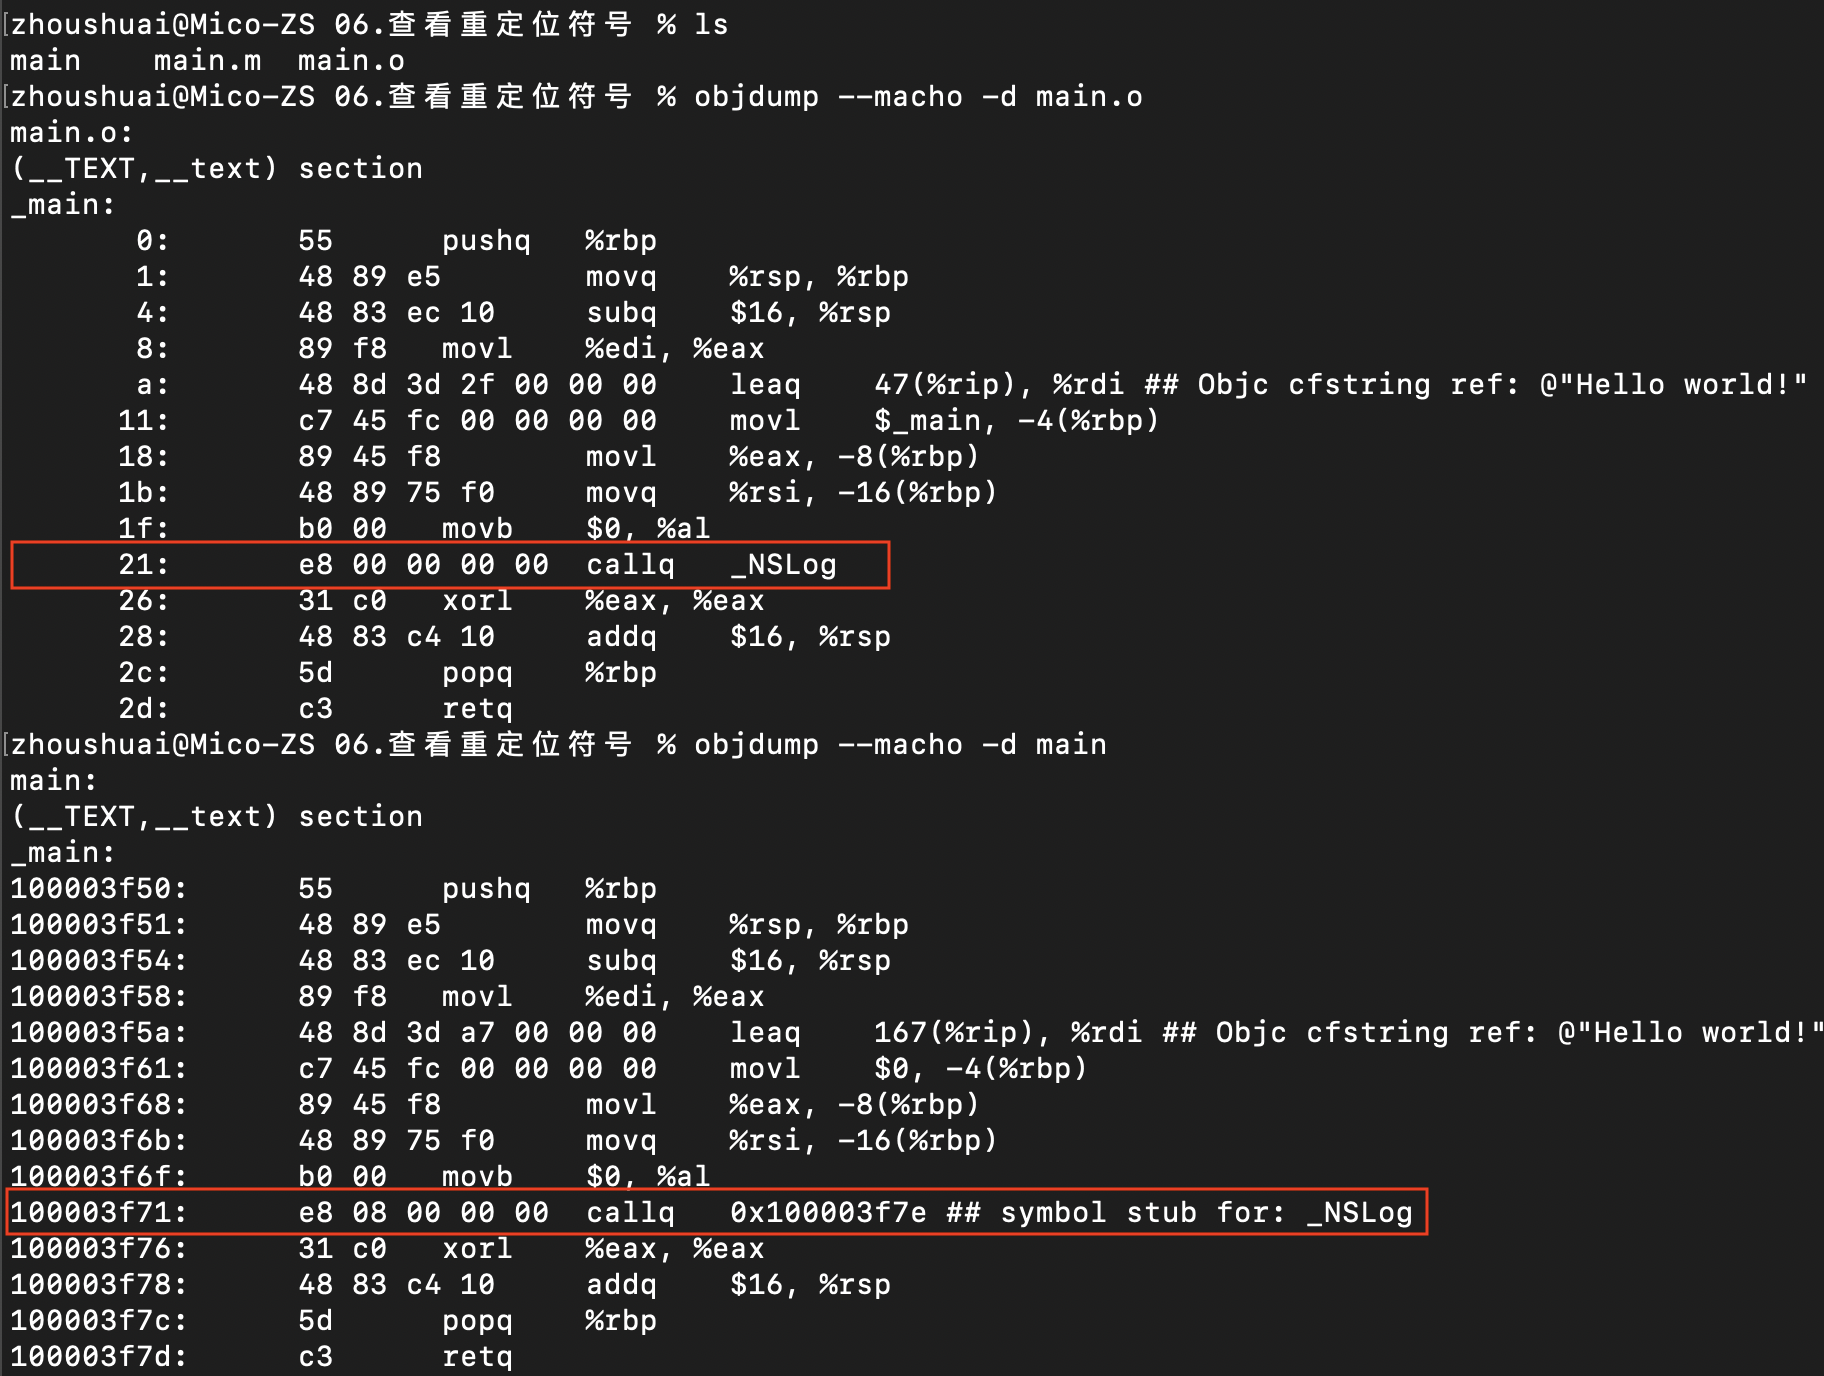 [zhoushuai@Mico-ZS 06.查看重定位符号 % ls
main    main.m  main.o
[zhoushuai@Mico-ZS 06.查看重定位符号 % objdump --macho -d main.o
main.o:
(__TEXT,__text) section
_main:
       0:       55      pushq   %rbp
       1:       48 89 e5        movq    %rsp, %rbp
       4:       48 83 ec 10     subq    $16, %rsp
       8:       89 f8   movl    %edi, %eax
       a:       48 8d 3d 2f 00 00 00    leaq    47(%rip), %rdi ## Objc cfstring ref: @"Hello world!"
      11:       c7 45 fc 00 00 00 00    movl    $_main, -4(%rbp)
      18:       89 45 f8        movl    %eax, -8(%rbp)
      1b:       48 89 75 f0     movq    %rsi, -16(%rbp)
      1f:       b0 00   movb    $0, %al
      21:       e8 00 00 00 00  callq   _NSLog
      26:       31 c0   xorl    %eax, %eax
      28:       48 83 c4 10     addq    $16, %rsp
      2c:       5d      popq    %rbp
      2d:       c3      retq
[zhoushuai@Mico-ZS 06.查看重定位符号 % objdump --macho -d main
main:
(__TEXT,__text) section
_main:
100003f50:      55      pushq   %rbp
100003f51:      48 89 e5        movq    %rsp, %rbp
100003f54:      48 83 ec 10     subq    $16, %rsp
100003f58:      89 f8   movl    %edi, %eax
100003f5a:      48 8d 3d a7 00 00 00    leaq    167(%rip), %rdi ## Objc cfstring ref: @"Hello world!"
100003f61:      c7 45 fc 00 00 00 00    movl    $0, -4(%rbp)
100003f68:      89 45 f8        movl    %eax, -8(%rbp)
100003f6b:      48 89 75 f0     movq    %rsi, -16(%rbp)
100003f6f:      b0 00   movb    $0, %al
100003f71:      e8 08 00 00 00  callq   0x100003f7e ## symbol stub for: _NSLog
100003f76:      31 c0   xorl    %eax, %eax
100003f78:      48 83 c4 10     addq    $16, %rsp
100003f7c:      5d      popq    %rbp
100003f7d:      c3      retq